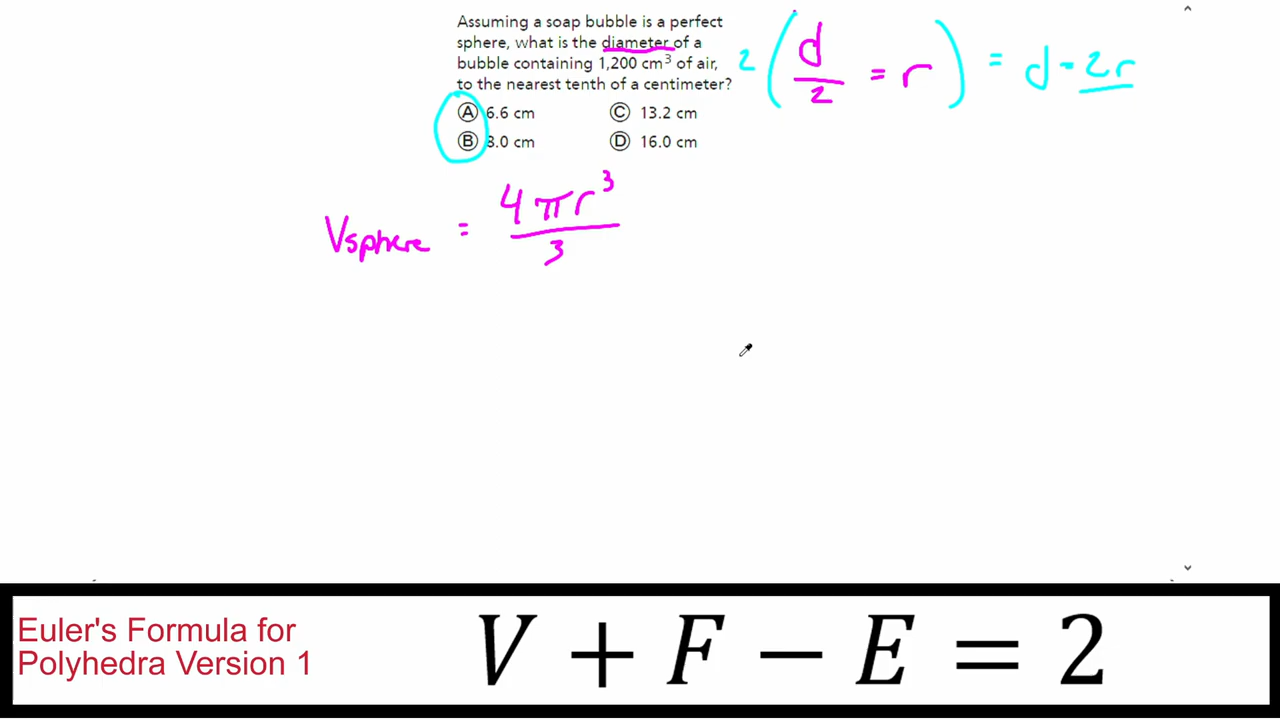 Assuming a soap bubble is a perfect
sphere, what is the diameter of a
bubble containing 1,200 cm³ of air,
to the nearest tenth of a centimeter?
Ⓐ 6.6 cm Ⓒ 13.2 cm
Ⓑ 8.0 cm Ⓓ 16.0 cm
2 ( d/2 = r ) = d = 2r
Vsphere = 4πr³/3
Euler's Formula for
Polyhedra Version 1
V + F − E = 2